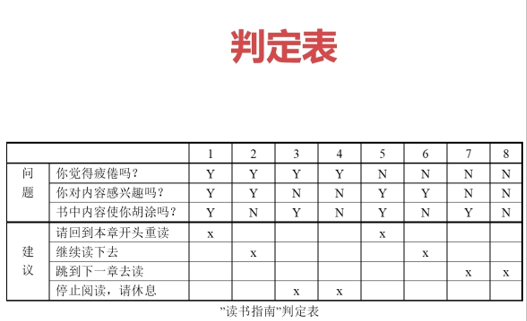 判定表
1 2 3 4 5 6 7 8
问题 你觉得疲倦吗？ Y Y Y Y N N N N
你对内容感兴趣吗？ Y Y N N Y Y N N
书中内容使你胡涂吗？ Y N Y N Y N Y N
建议 请回到本章开头重读 x x
继续读下去 x x
跳到下一章去读 x x
停止阅读，请休息 x x
”读书指南”判定表